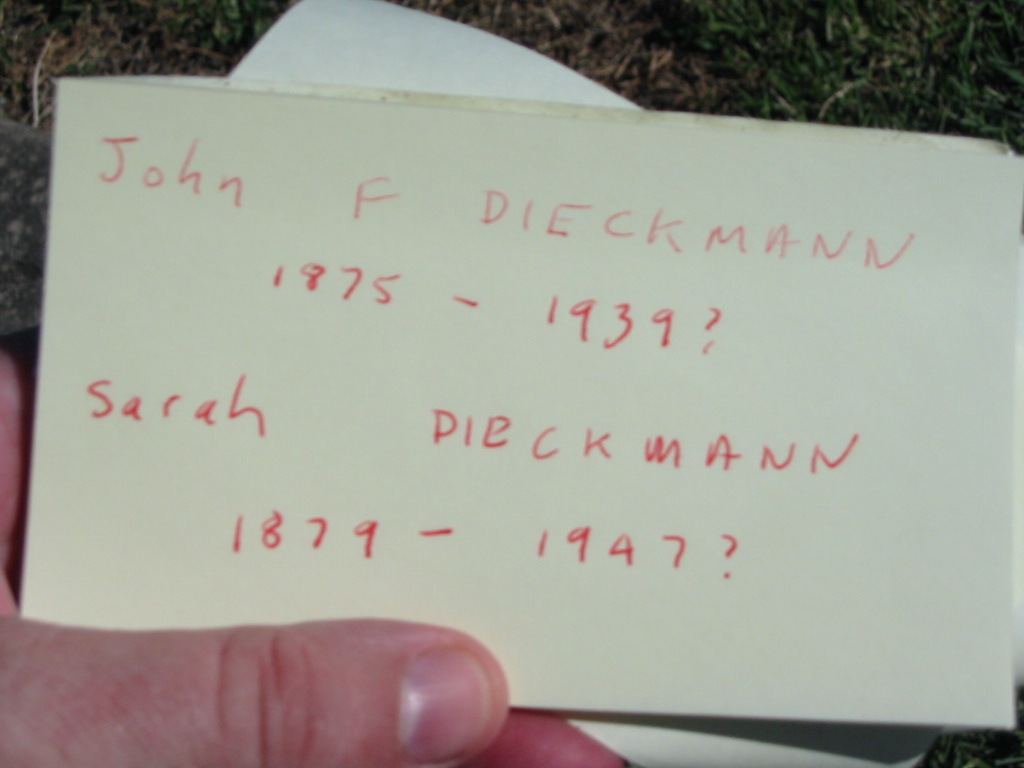 John F DIECKMANN
1875 - 1939?
Sarah DIECKMANN
1879 - 1947?